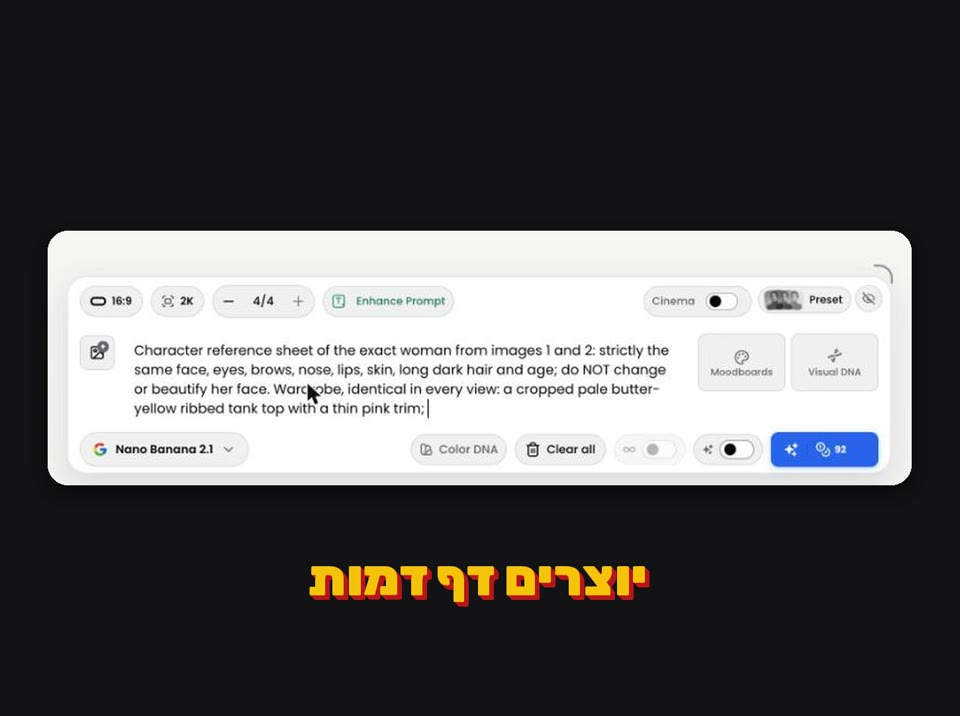 16:9
2K
4/4
Enhance Prompt
Cinema
Preset
Character reference sheet of the exact woman from images 1 and 2: strictly the
same face, eyes, brows, nose, lips, skin, long dark hair and age; do NOT change
or beautify her face. Wardrobe, identical in every view: a cropped pale butter-
yellow ribbed tank top with a thin pink trim;
Moodboards
Visual DNA
Nano Banana 2.1
Color DNA
Clear all
92
יוצרים דף דמות